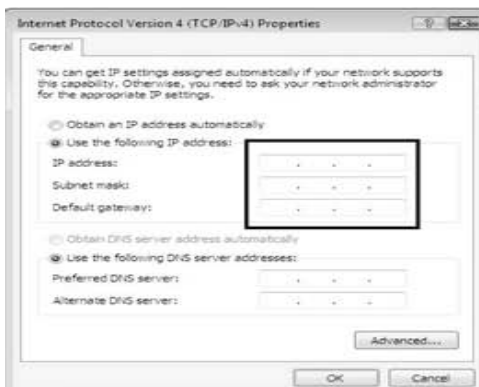 Internet Protocol Version 4 (TCP/IPv4) Properties
General
You can get IP settings assigned automatically if your network supports
this capability. Otherwise, you need to ask your network administrator
for the appropriate IP settings.
Obtain an IP address automatically
Use the following IP address:
IP address:
Subnet mask:
Default gateway:
Obtain DNS server address automatically
Use the following DNS server addresses:
Preferred DNS server:
Alternate DNS server:
Advanced...
OK
Cancel